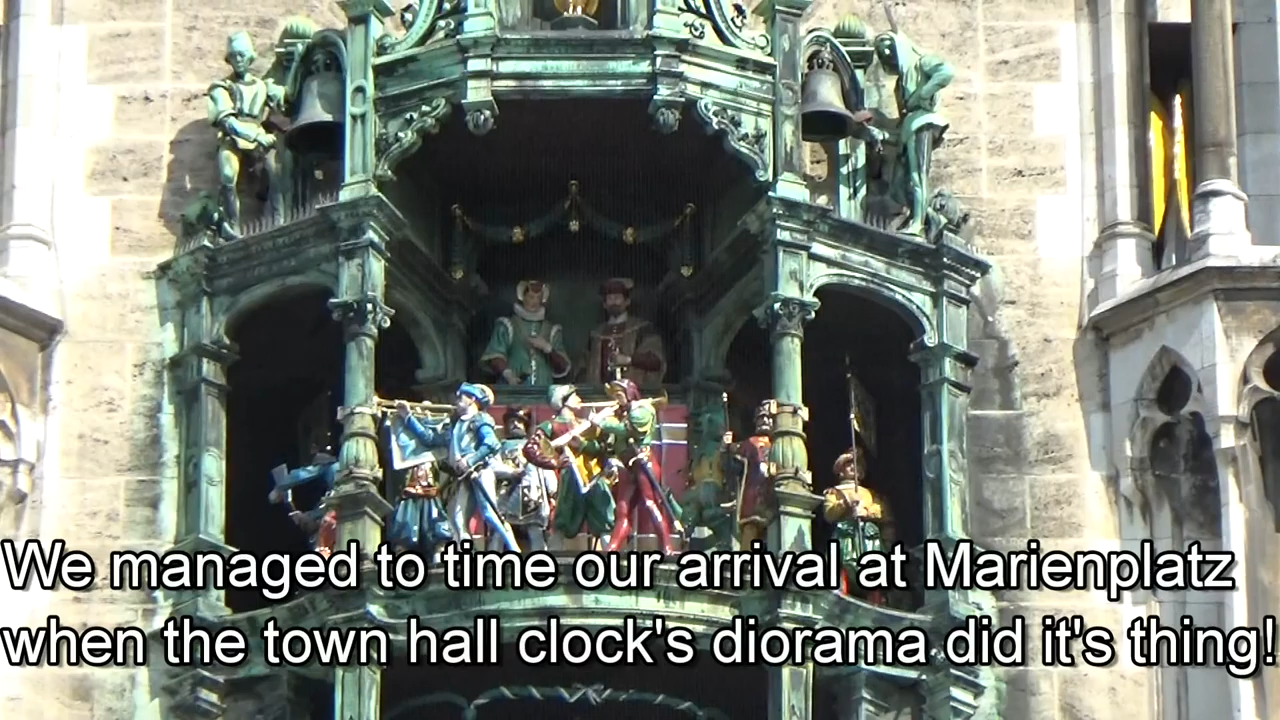 We managed to time our arrival at Marienplatz
when the town hall clock's diorama did it's thing!